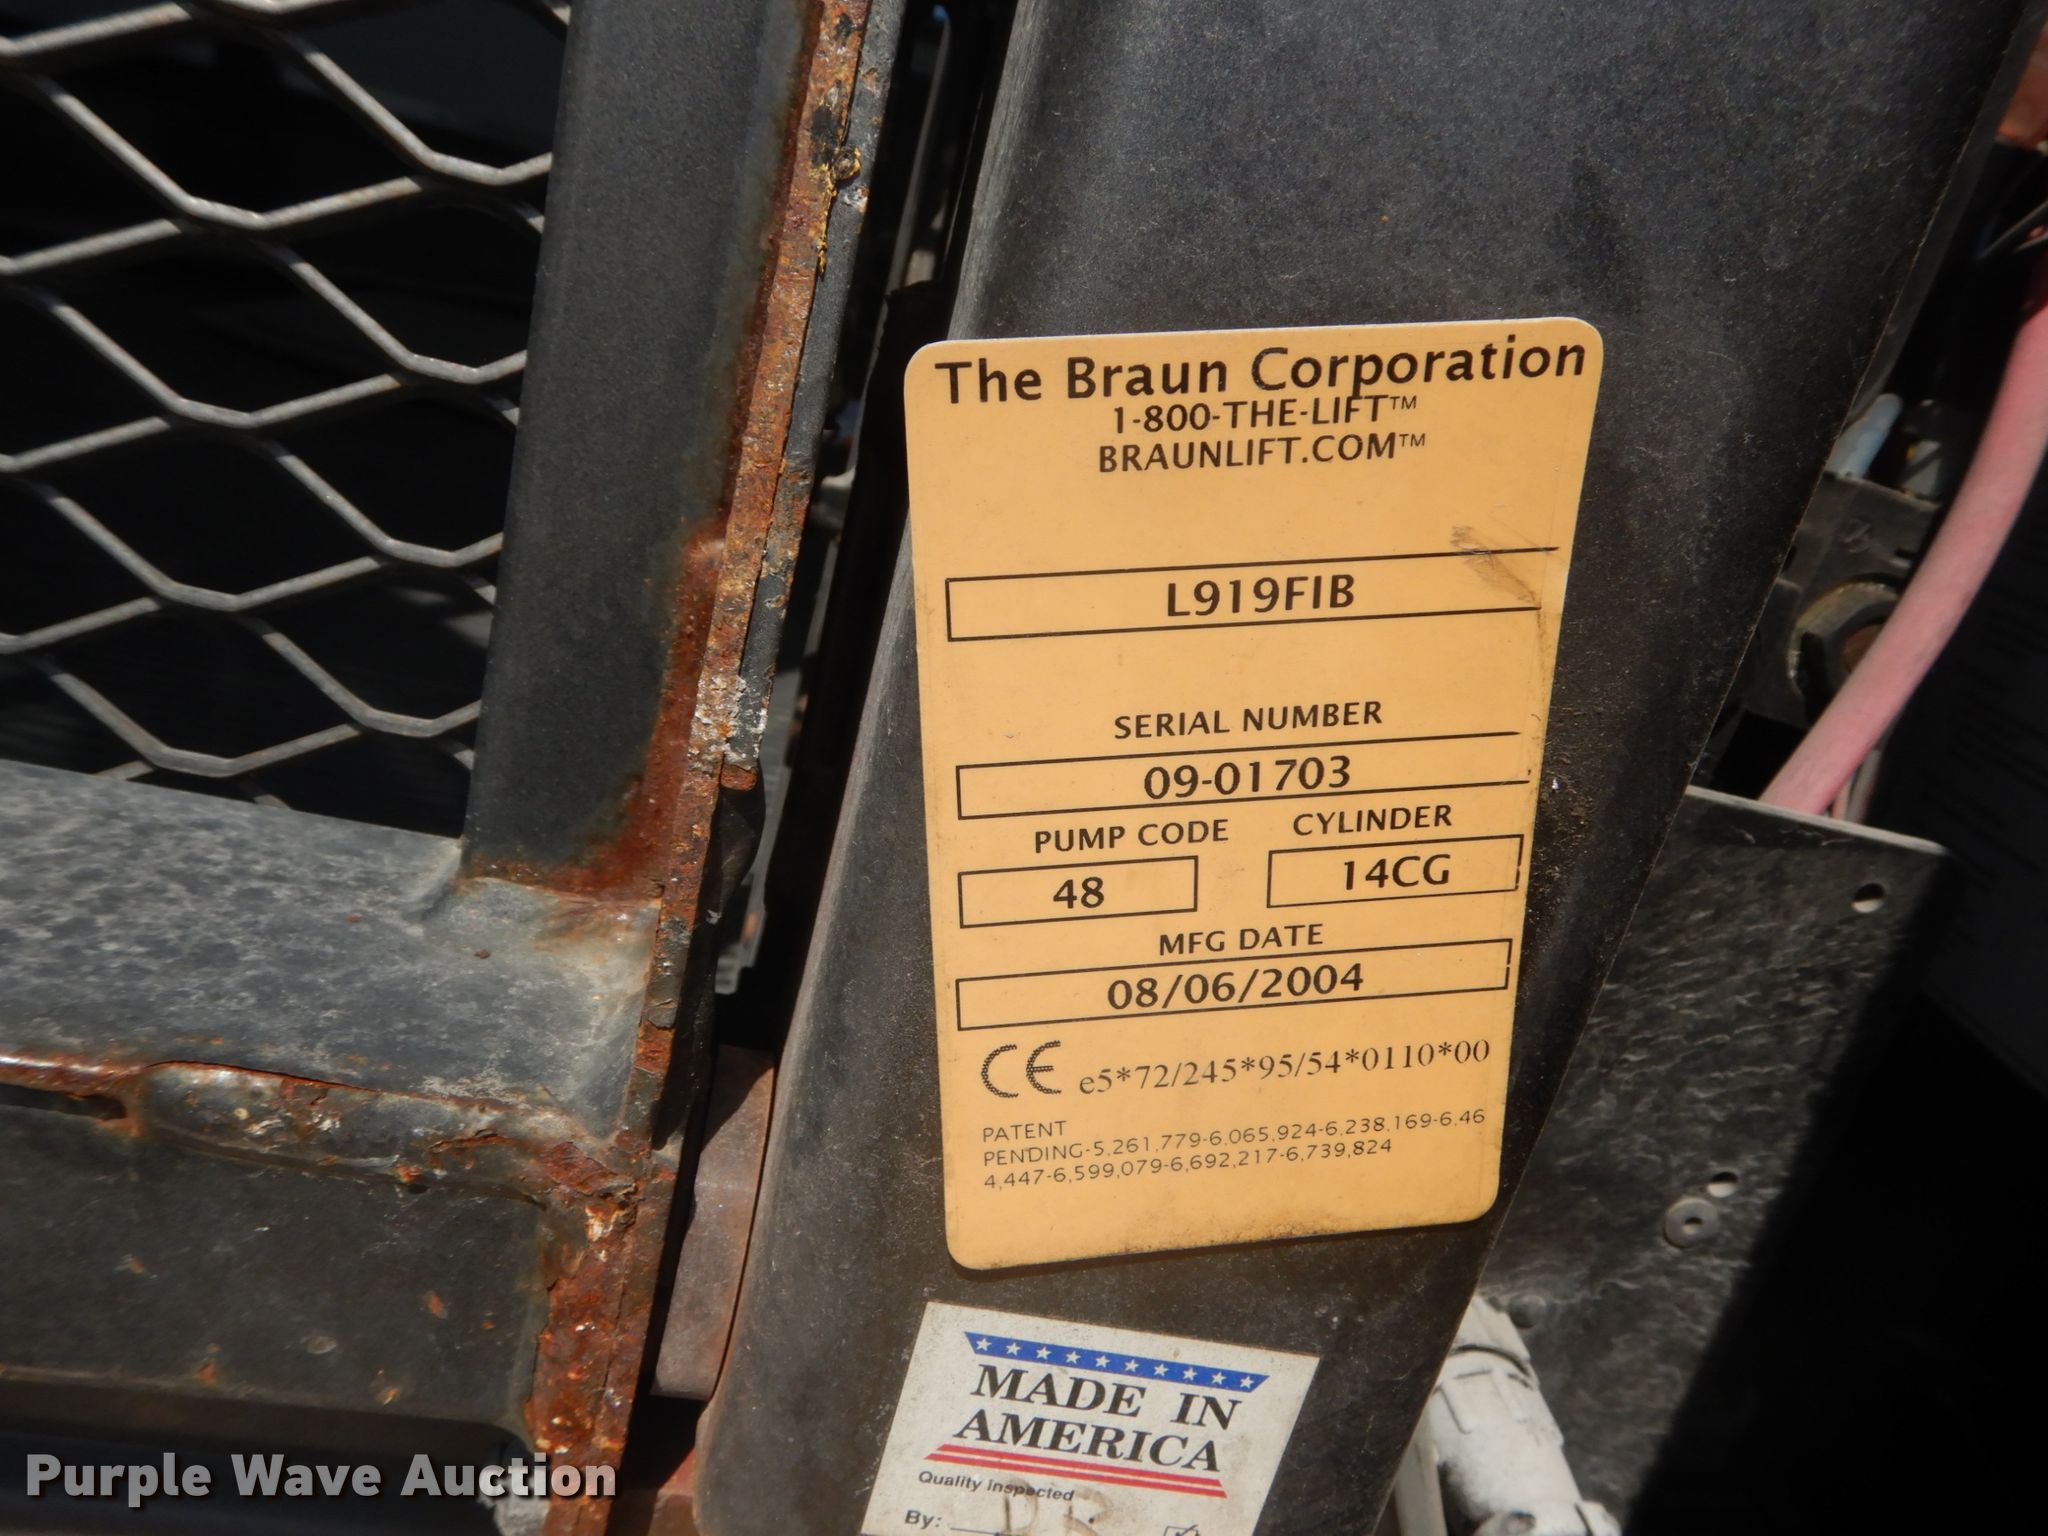 The Braun Corporation
1-800-THE-LIFT™
BRAUNLIFT.COM™
L919FIB
SERIAL NUMBER
09-01703
PUMP CODE CYLINDER
48 14CG
MFG DATE
08/06/2004
CE e5*72/245*95/54*0110*00
PATENT
PENDING-5,261,779-6,065,924-6,238,169-6,46
4,447-6,599,079-6,692,217-6,739,824
MADE IN
AMERICA
Quality Inspected
By:
Purple Wave Auction